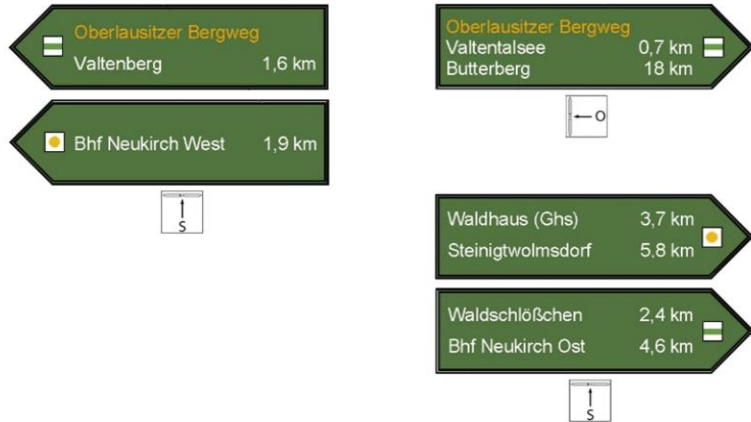 Oberlausitzer Bergweg
Valtenberg 1,6 km
Bhf Neukirch West 1,9 km
S
Oberlausitzer Bergweg
Valtentalsee 0,7 km
Butterberg 18 km
O
Waldhaus (Ghs) 3,7 km
Steinigtwolmsdorf 5,8 km
Waldschlößchen 2,4 km
Bhf Neukirch Ost 4,6 km
S